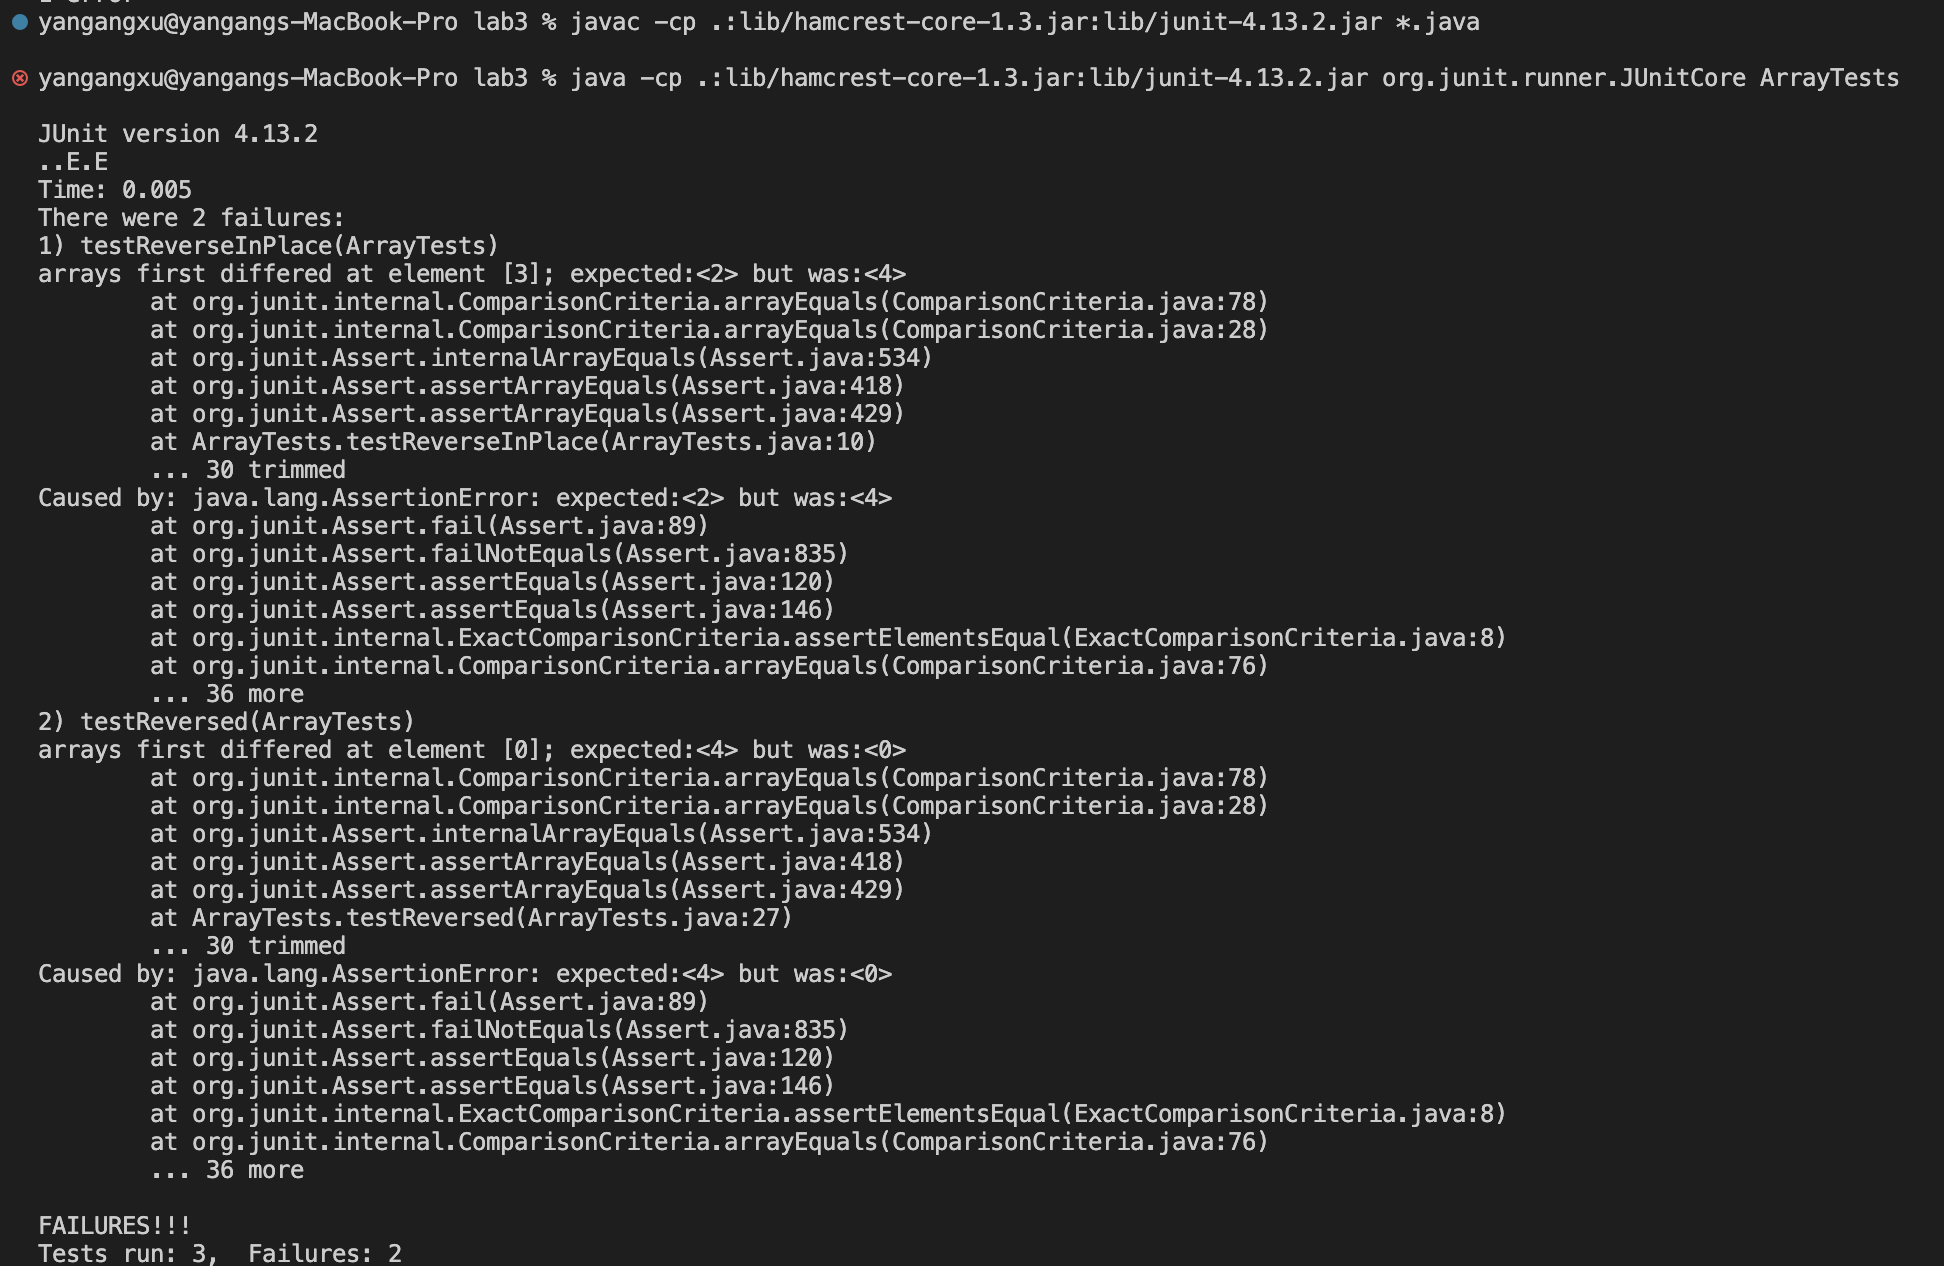 1 error
yangangxu@yangangs-MacBook-Pro lab3 % javac -cp .:lib/hamcrest-core-1.3.jar:lib/junit-4.13.2.jar *.java
yangangxu@yangangs-MacBook-Pro lab3 % java -cp .:lib/hamcrest-core-1.3.jar:lib/junit-4.13.2.jar org.junit.runner.JUnitCore ArrayTests
JUnit version 4.13.2
..E.E
Time: 0.005
There were 2 failures:
1) testReverseInPlace(ArrayTests)
arrays first differed at element [3]; expected:<2> but was:<4>
        at org.junit.internal.ComparisonCriteria.arrayEquals(ComparisonCriteria.java:78)
        at org.junit.internal.ComparisonCriteria.arrayEquals(ComparisonCriteria.java:28)
        at org.junit.Assert.internalArrayEquals(Assert.java:534)
        at org.junit.Assert.assertArrayEquals(Assert.java:418)
        at org.junit.Assert.assertArrayEquals(Assert.java:429)
        at ArrayTests.testReverseInPlace(ArrayTests.java:10)
        ... 30 trimmed
Caused by: java.lang.AssertionError: expected:<2> but was:<4>
        at org.junit.Assert.fail(Assert.java:89)
        at org.junit.Assert.failNotEquals(Assert.java:835)
        at org.junit.Assert.assertEquals(Assert.java:120)
        at org.junit.Assert.assertEquals(Assert.java:146)
        at org.junit.internal.ExactComparisonCriteria.assertElementsEqual(ExactComparisonCriteria.java:8)
        at org.junit.internal.ComparisonCriteria.arrayEquals(ComparisonCriteria.java:76)
        ... 36 more
2) testReversed(ArrayTests)
arrays first differed at element [0]; expected:<4> but was:<0>
        at org.junit.internal.ComparisonCriteria.arrayEquals(ComparisonCriteria.java:78)
        at org.junit.internal.ComparisonCriteria.arrayEquals(ComparisonCriteria.java:28)
        at org.junit.Assert.internalArrayEquals(Assert.java:534)
        at org.junit.Assert.assertArrayEquals(Assert.java:418)
        at org.junit.Assert.assertArrayEquals(Assert.java:429)
        at ArrayTests.testReversed(ArrayTests.java:27)
        ... 30 trimmed
Caused by: java.lang.AssertionError: expected:<4> but was:<0>
        at org.junit.Assert.fail(Assert.java:89)
        at org.junit.Assert.failNotEquals(Assert.java:835)
        at org.junit.Assert.assertEquals(Assert.java:120)
        at org.junit.Assert.assertEquals(Assert.java:146)
        at org.junit.internal.ExactComparisonCriteria.assertElementsEqual(ExactComparisonCriteria.java:8)
        at org.junit.internal.ComparisonCriteria.arrayEquals(ComparisonCriteria.java:76)
        ... 36 more
FAILURES!!!
Tests run: 3,  Failures: 2